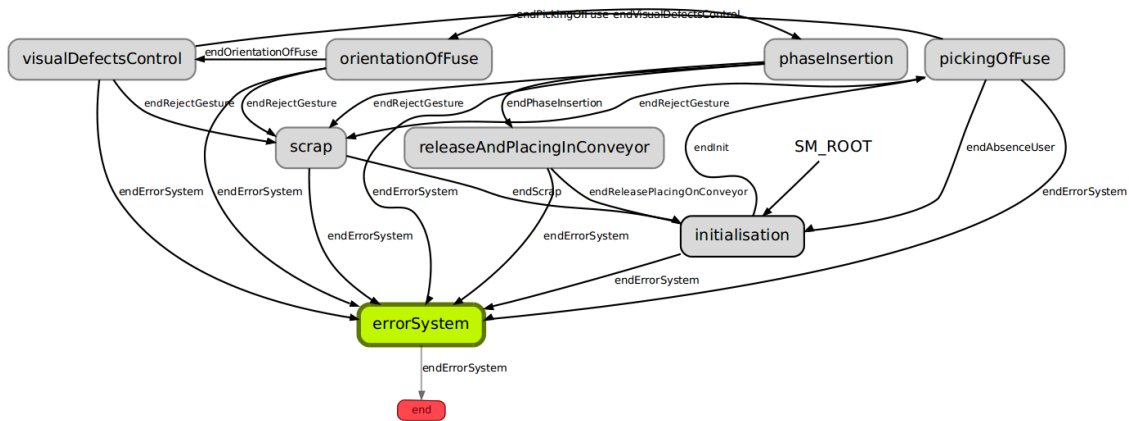 endPickingOfFuse endVisualDefectsControl
visualDefectsControl
endOrientationOfFuse
orientationOfFuse
phaseInsertion
pickingOfFuse
endRejectGesture
endRejectGesture
endRejectGesture
endPhaseInsertion
endRejectGesture
scrap
releaseAndPlacingInConveyor
endInit
SM_ROOT
endAbsenceUser
endErrorSystem
endErrorSystem
endErrorSystem
endScrap
endReleasePlacingOnConveyor
endErrorSystem
endErrorSystem
endErrorSystem
initialisation
endErrorSystem
errorSystem
endErrorSystem
end